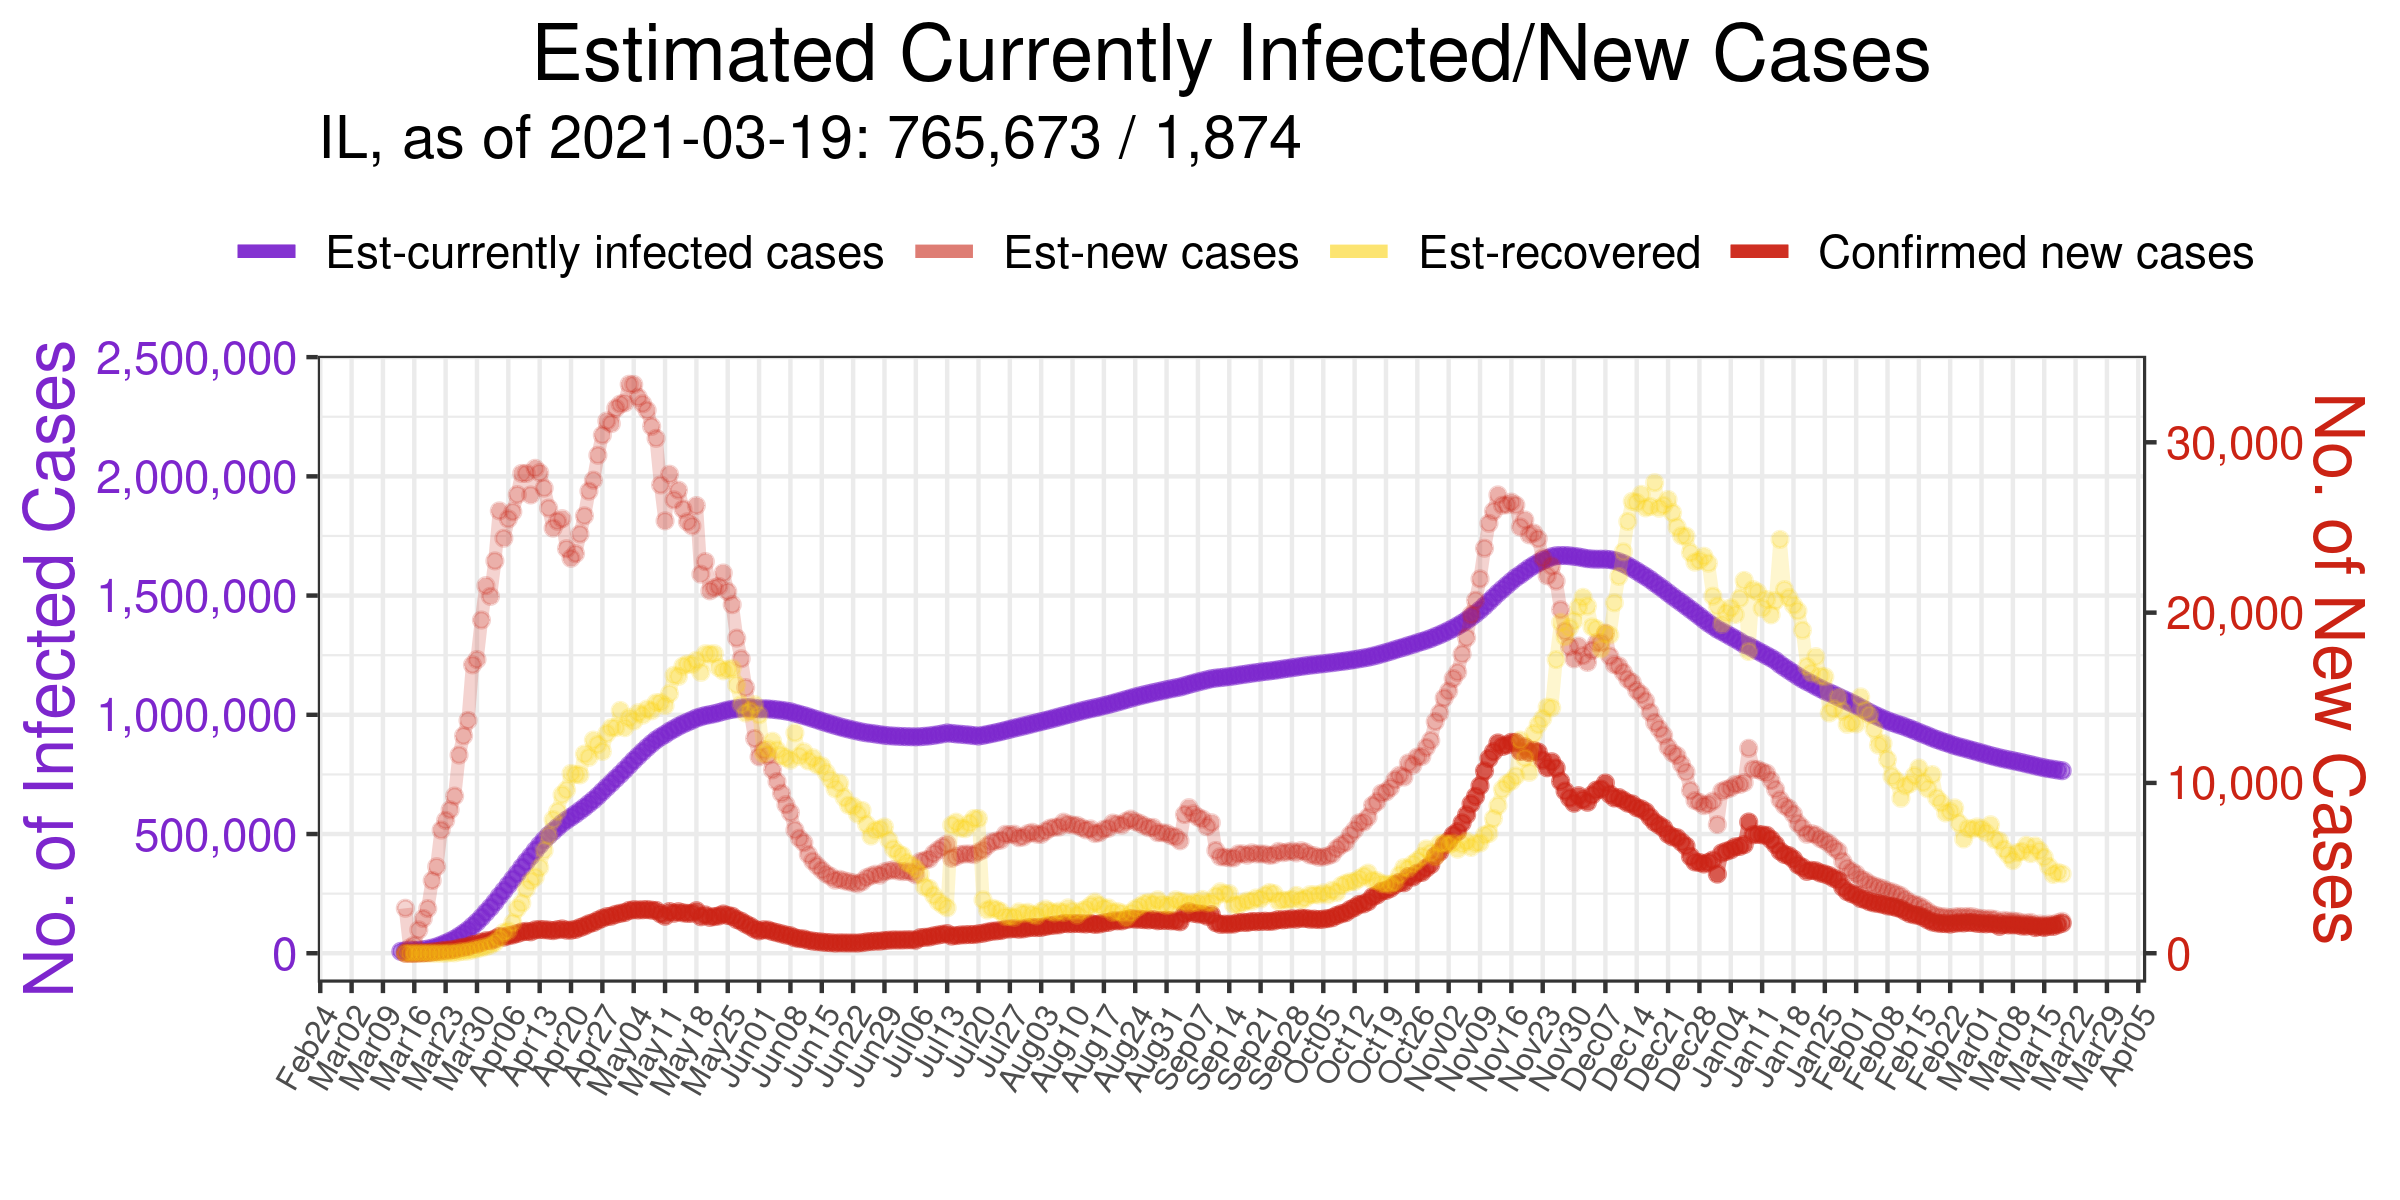 Estimated Currently Infected/New Cases
IL, as of 2021-03-19: 765,673 / 1,874
Est-currently infected cases
Est-new cases
Est-recovered
Confirmed new cases
No. of Infected Cases
2,500,000
2,000,000
1,500,000
1,000,000
500,000
0
No. of New Cases
30,000
20,000
10,000
0
Feb24
Mar02
Mar09
Mar16
Mar23
Mar30
Apr06
Apr13
Apr20
Apr27
May04
May11
May18
May25
Jun01
Jun08
Jun15
Jun22
Jun29
Jul06
Jul13
Jul20
Jul27
Aug03
Aug10
Aug17
Aug24
Aug31
Sep07
Sep14
Sep21
Sep28
Oct05
Oct12
Oct19
Oct26
Nov02
Nov09
Nov16
Nov23
Nov30
Dec07
Dec14
Dec21
Dec28
Jan04
Jan11
Jan18
Jan25
Feb01
Feb08
Feb15
Feb22
Mar01
Mar08
Mar15
Mar22
Mar29
Apr05